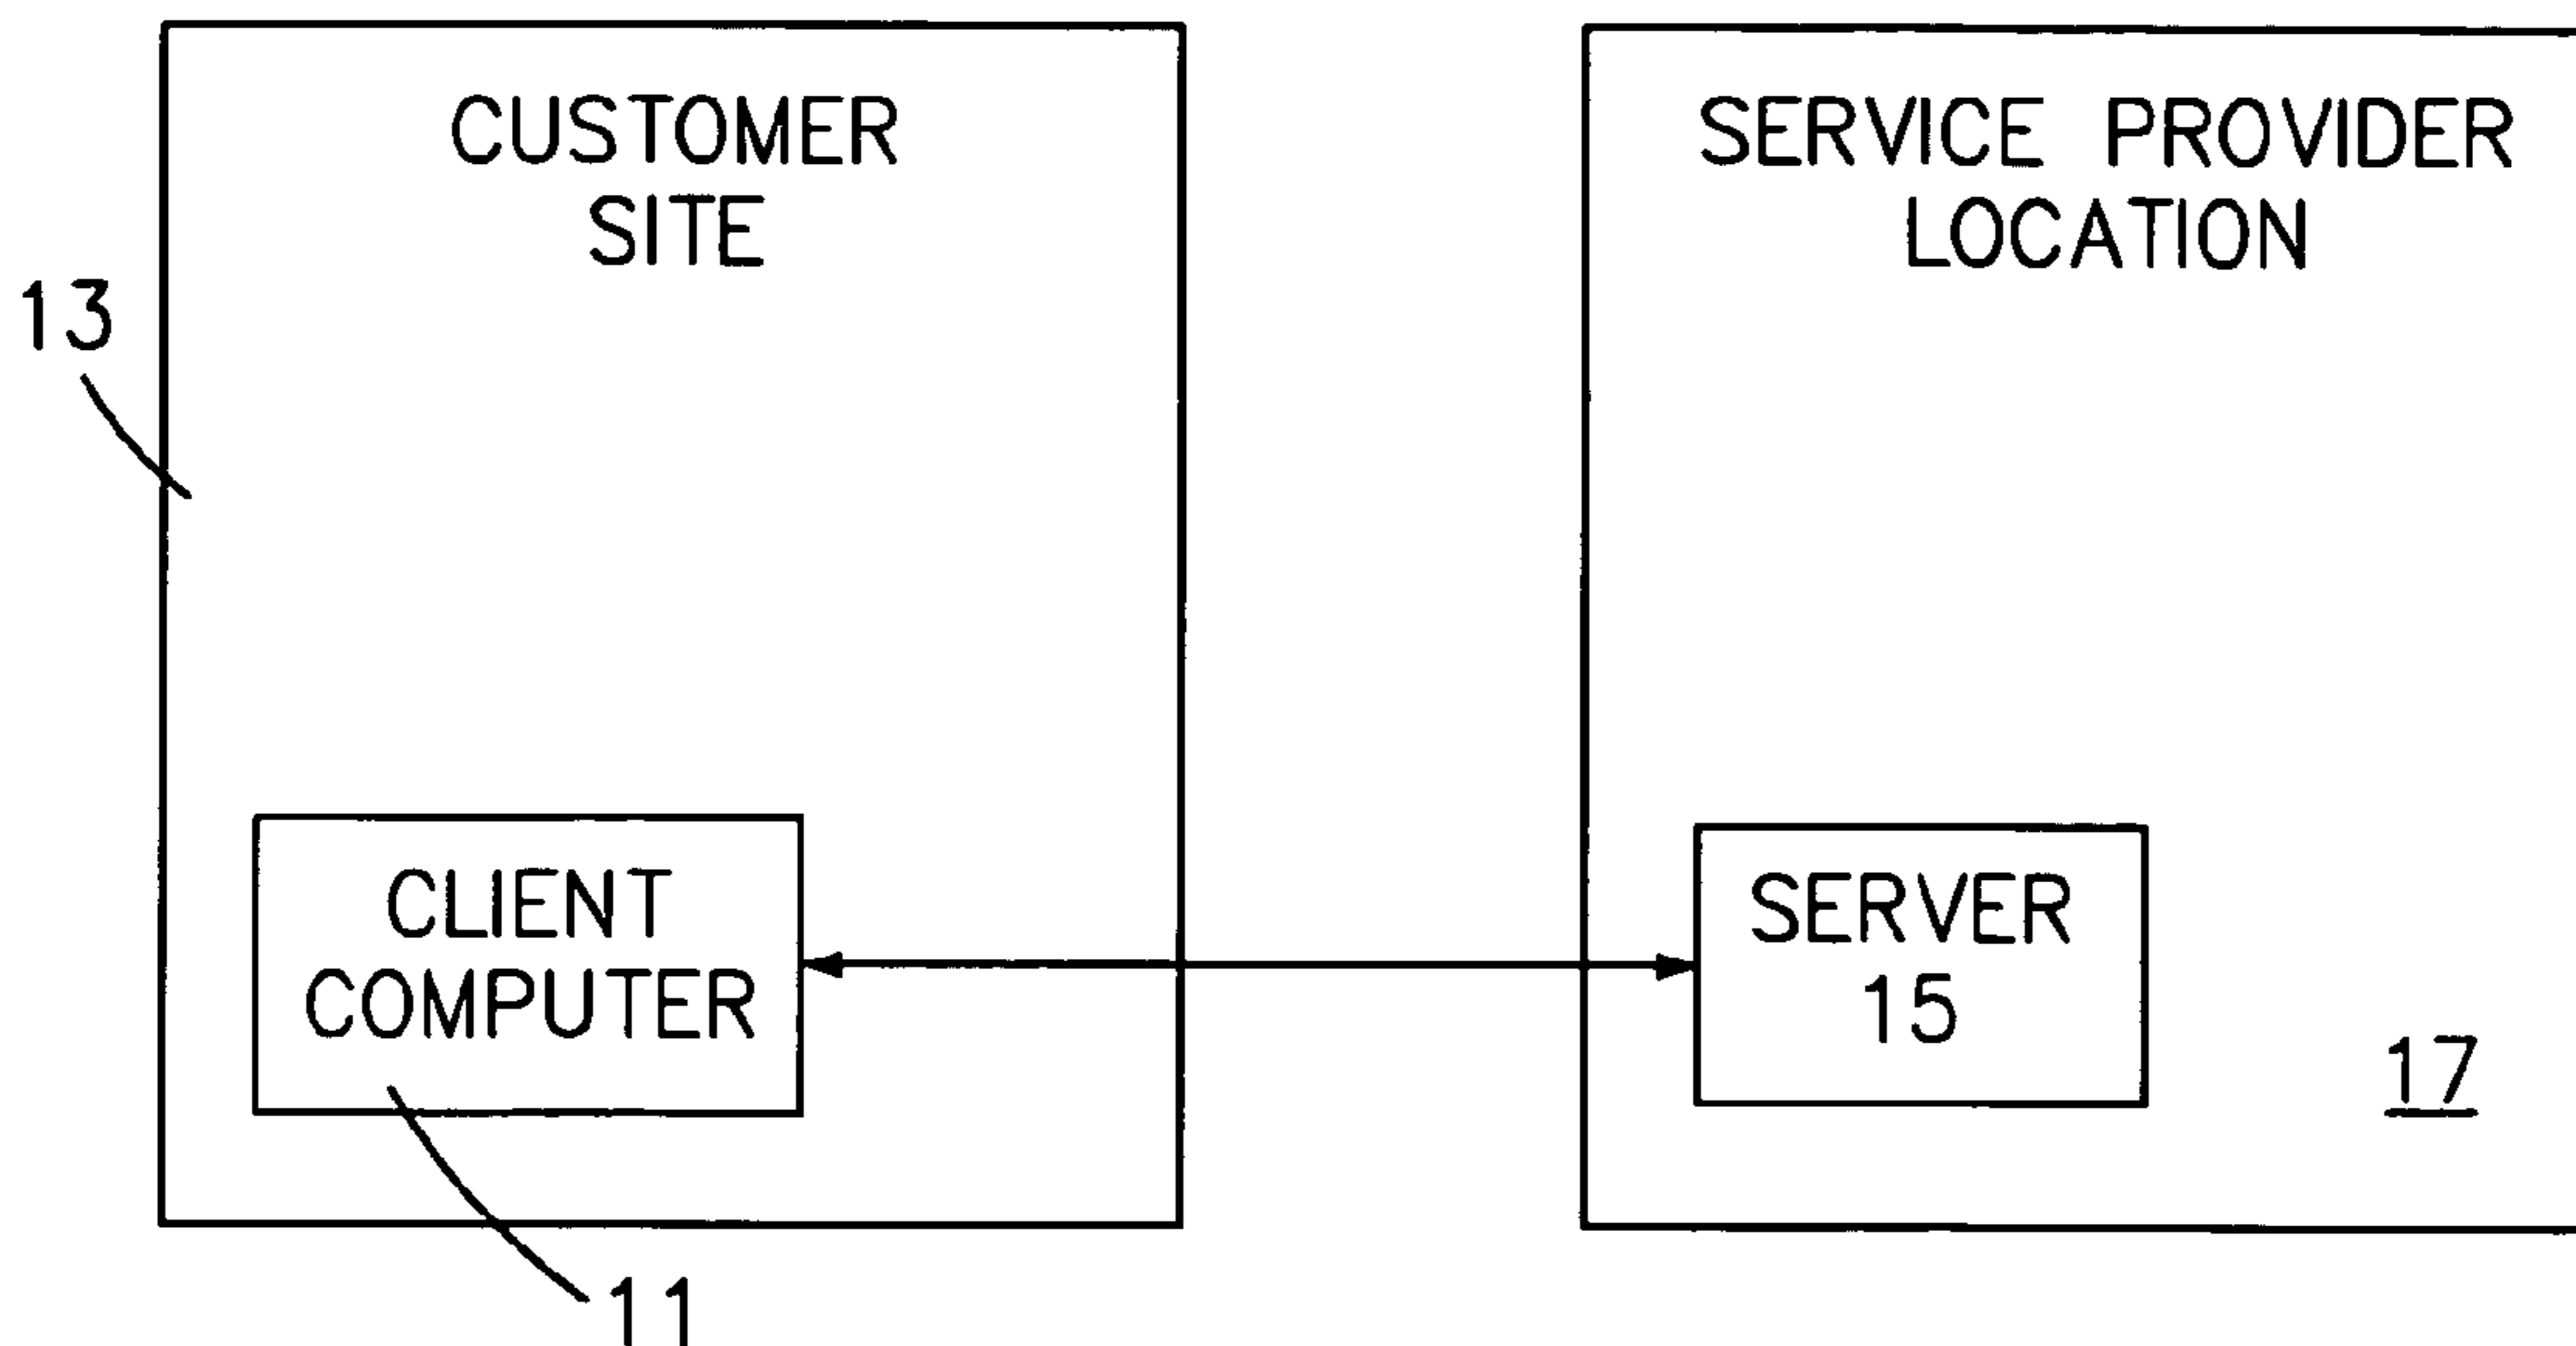 CUSTOMER
SITE
13
CLIENT
COMPUTER
11
SERVICE PROVIDER
LOCATION
SERVER
15
17